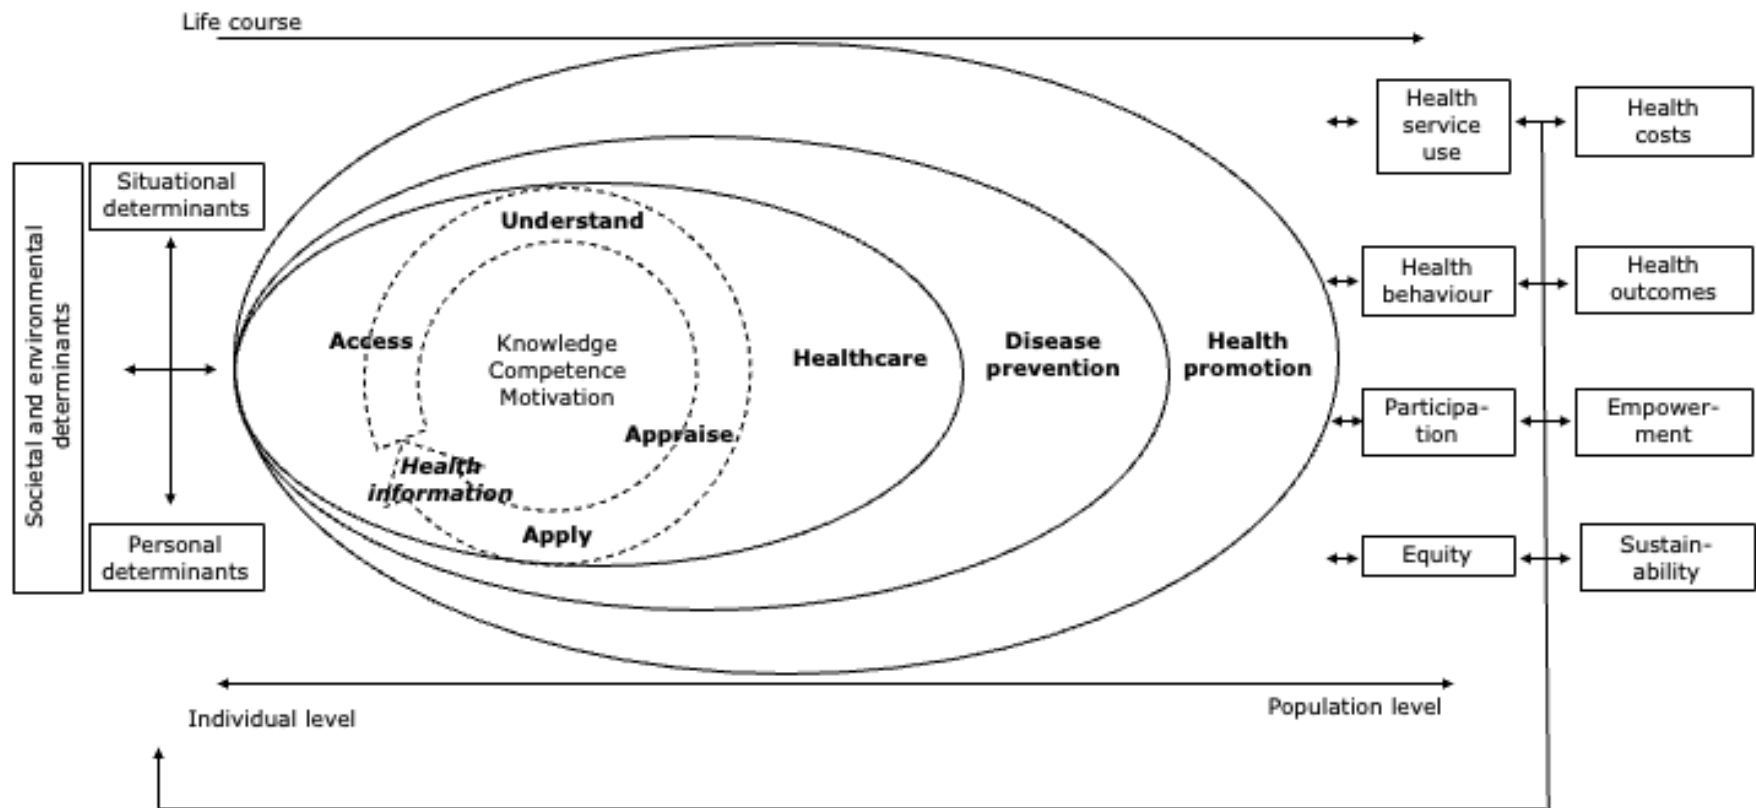 Life course
Health
service
use
Health
costs
Situational
determinants
Societal and environmental
determinants
Understand
Health
behaviour
Health
outcomes
Access
Knowledge
Competence
Motivation
Healthcare
Disease
prevention
Health
promotion
Appraise
Participa-
tion
Empower-
ment
Health
information
Apply
Personal
determinants
Equity
Sustain-
ability
Individual level
Population level